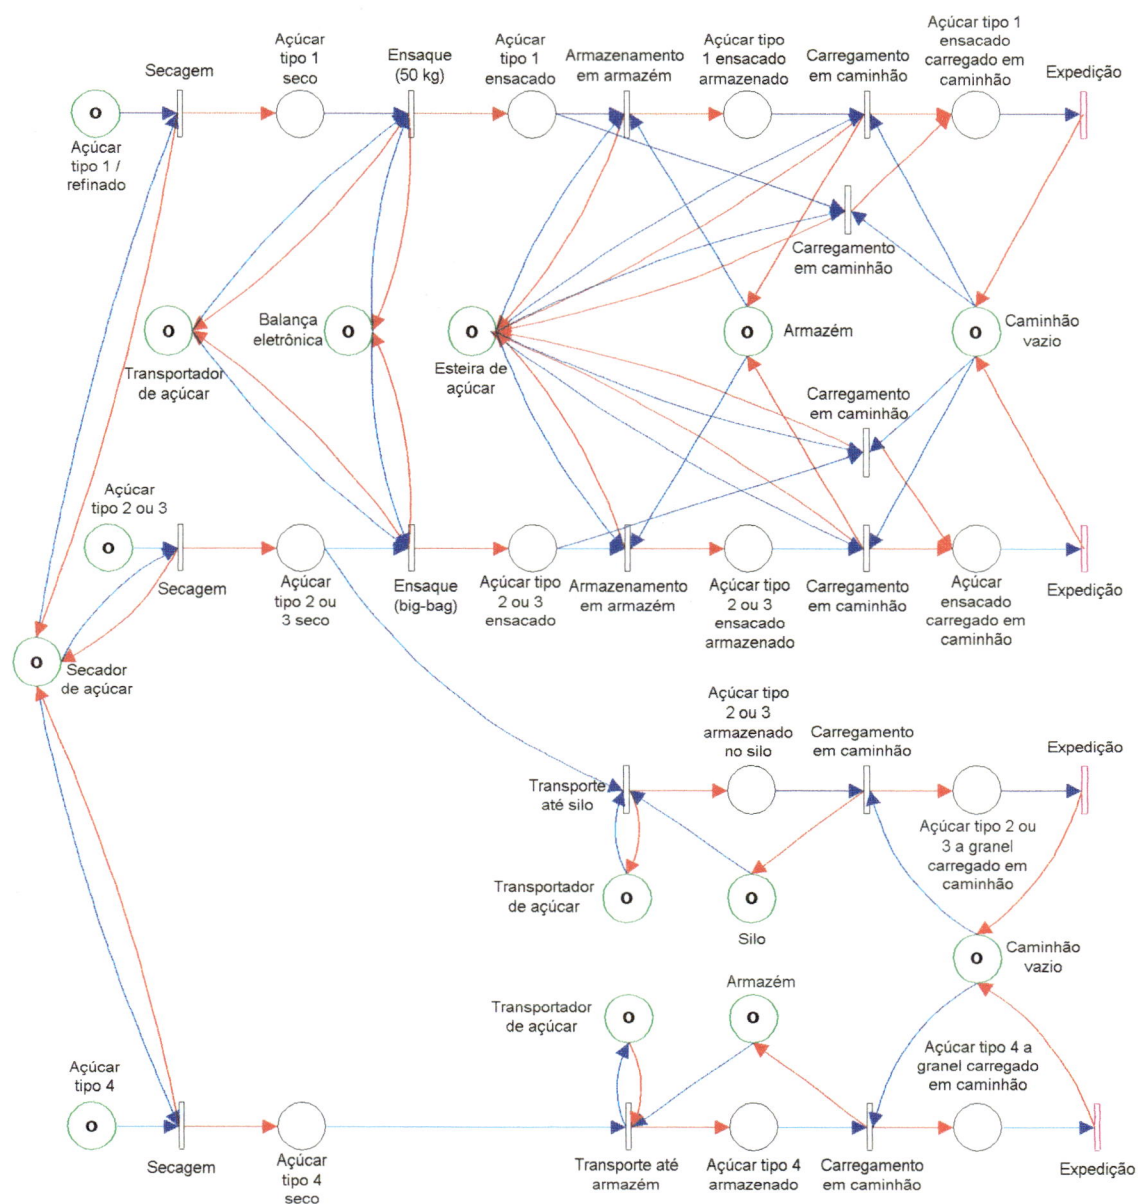 Secagem
Açúcar
tipo 1
seco
Ensaque
(50 kg)
Açúcar
tipo 1
ensacado
Armazenamento
em armazém
Açúcar tipo
1 ensacado
armazenado
Carregamento
em caminhão
Açúcar tipo 1
ensacado
carregado em
caminhão
Expedição
o
Açúcar
tipo 1 /
refinado
Carregamento
em caminhão
o
Transportador
de açúcar
Balança
eletrônica
o
o
Esteira de
açúcar
o
Armazém
o
Caminhão
vazio
Carregamento
em caminhão
Açúcar
tipo 2 ou 3
o
Secagem
Açúcar
tipo 2 ou
3 seco
Ensaque
(big-bag)
Açúcar tipo
2 ou 3
ensacado
Armazenamento
em armazém
Açúcar tipo
2 ou 3
ensacado
armazenado
Carregamento
em caminhão
Açúcar
ensacado
carregado em
caminhão
Expedição
o
Secador
de açúcar
Transporte
até silo
Açúcar tipo
2 ou 3
armazenado
no silo
Carregamento
em caminhão
Açúcar tipo 2 ou
3 a granel
carregado em
caminhão
Expedição
Transportador
de açúcar
o
o
Silo
o
Caminhão
vazio
Transportador
de açúcar
o
Armazém
o
Açúcar tipo 4 a
granel carregado
em caminhão
Açúcar
tipo 4
o
Secagem
Açúcar
tipo 4
seco
Transporte até
armazém
Açúcar tipo 4
armazenado
Carregamento
em caminhão
Expedição